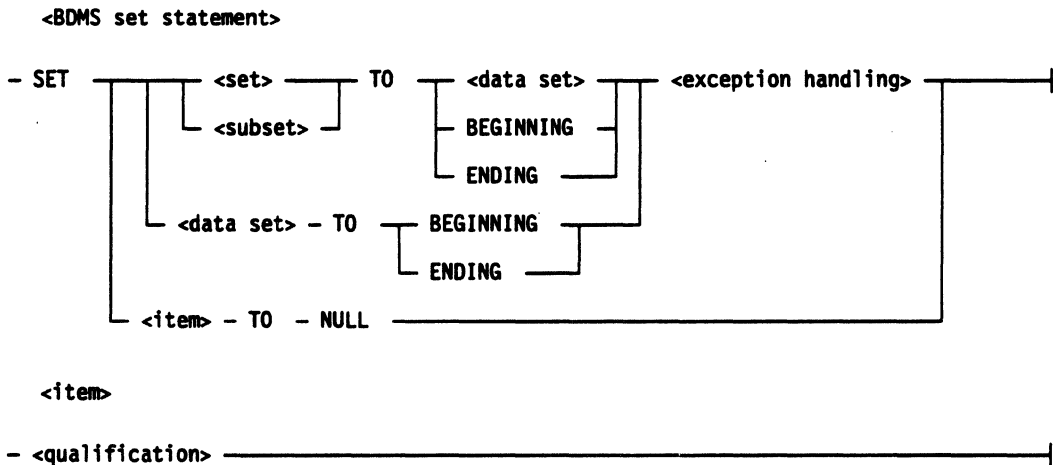 <BDMS set statement>
– SET <set> TO <data set> <exception handling>
<subset> BEGINNING
ENDING
<data set> – TO BEGINNING
ENDING
<item> – TO – NULL
<item>
– <qualification>